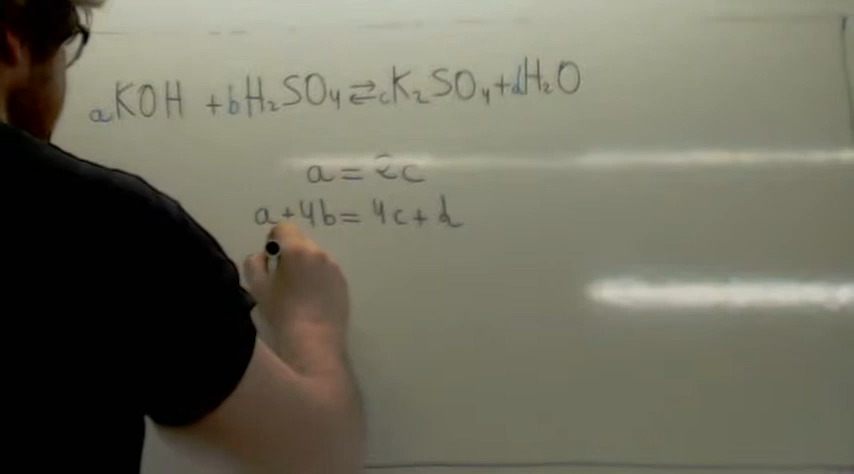 aKOH + bH₂SO₄ ⇄ cK₂SO₄ + dH₂O
a = 2c
a + 4b = 4c + d